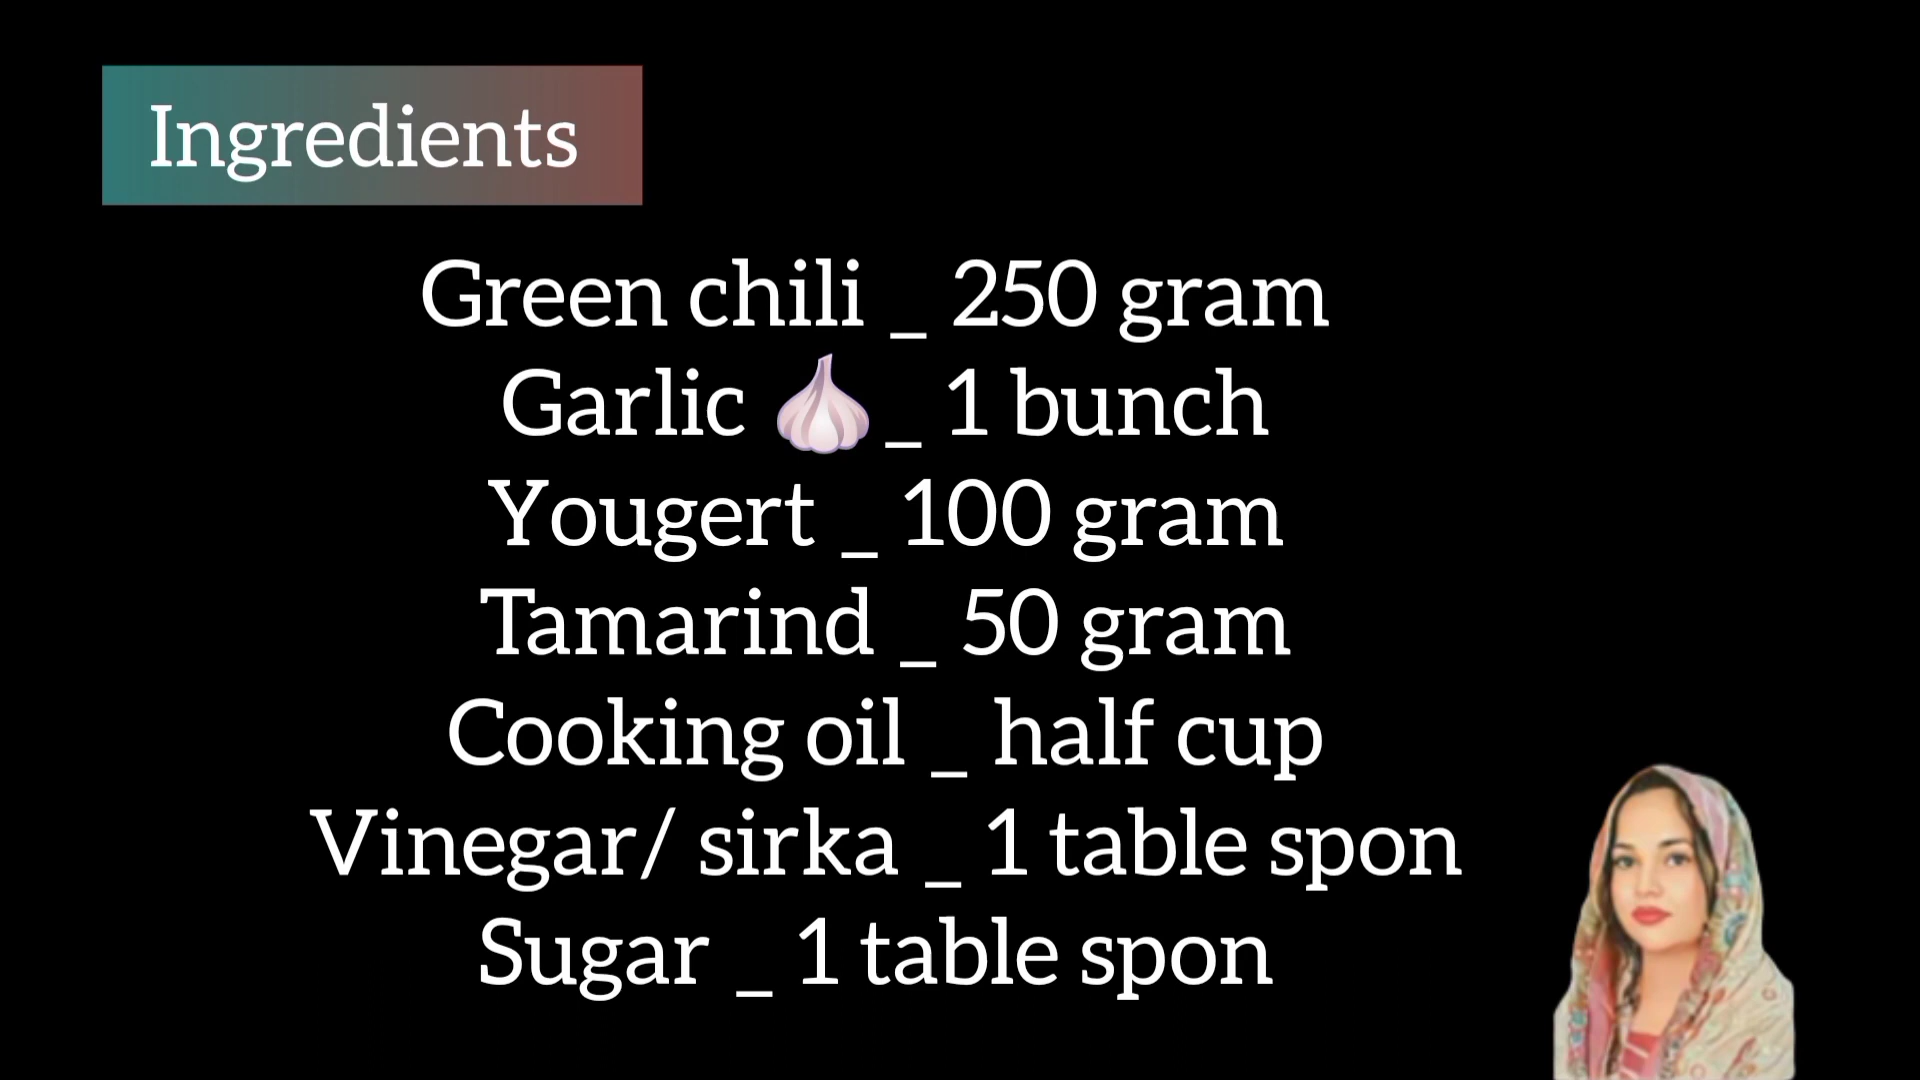 Ingredients
Green chili _ 250 gram
Garlic 🧄 _ 1 bunch
Yougert _ 100 gram
Tamarind _ 50 gram
Cooking oil _ half cup
Vinegar/ sirka _ 1 table spon
Sugar _ 1 table spon